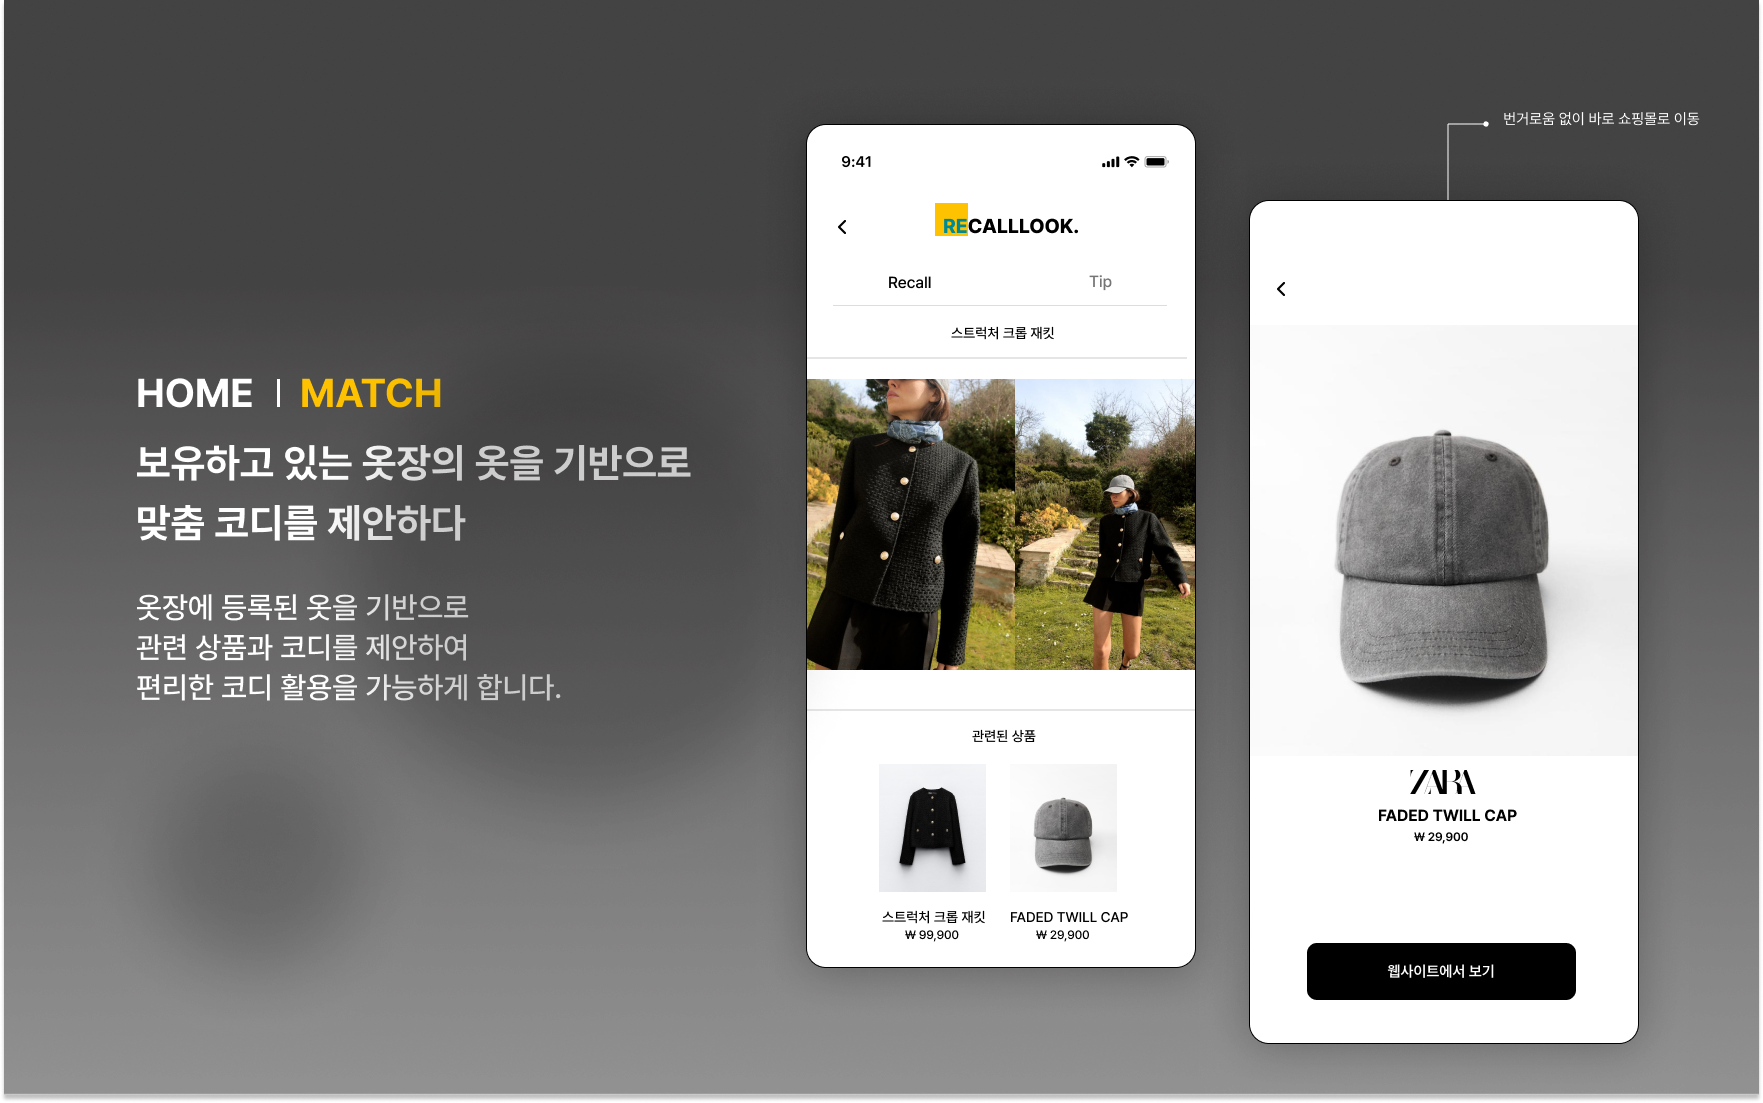 번거로움 없이 바로 쇼핑몰로 이동
9:41
RECALLLOOK.
Recall
Tip
스트럭처 크롭 재킷
HOME | MATCH
보유하고 있는 옷장의 옷을 기반으로
맞춤 코디를 제안하다
옷장에 등록된 옷을 기반으로
관련 상품과 코디를 제안하여
편리한 코디 활용을 가능하게 합니다.
관련된 상품
스트럭처 크롭 재킷
₩ 99,900
FADED TWILL CAP
₩ 29,900
ZARA
FADED TWILL CAP
₩ 29,900
웹사이트에서 보기